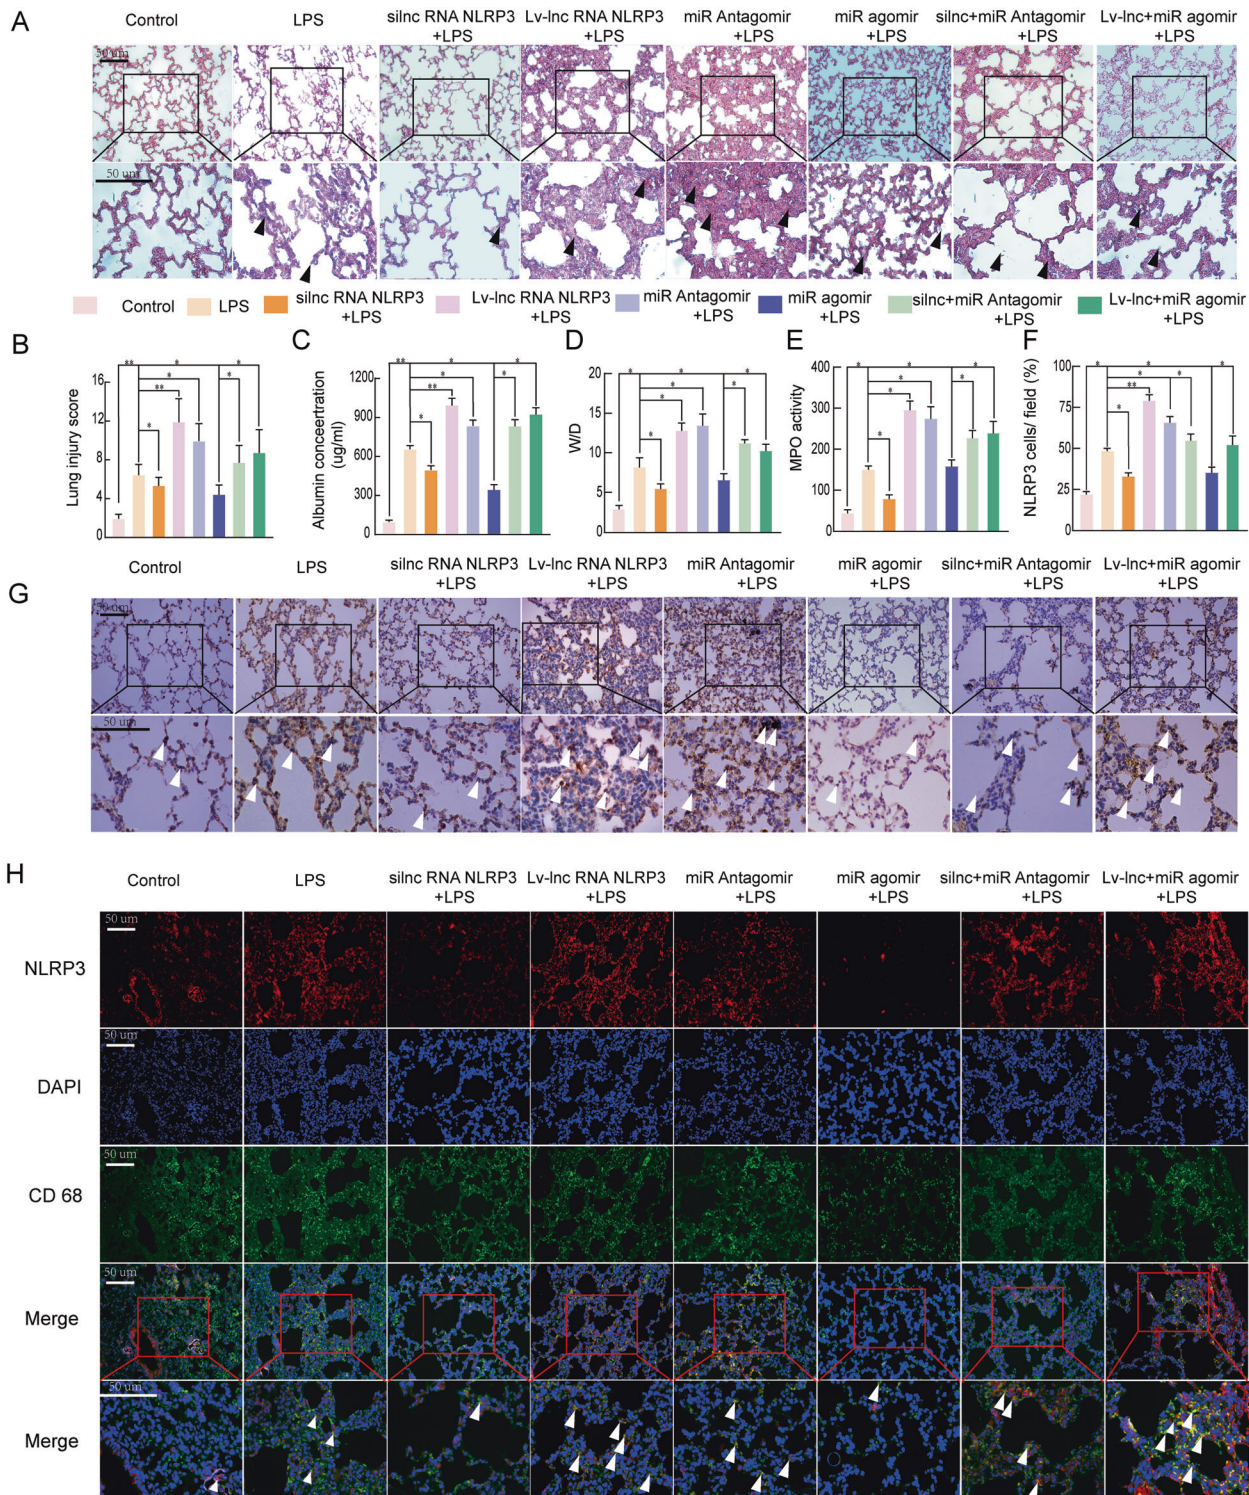 A
Control
LPS
silnc RNA NLRP3
+LPS
Lv-lnc RNA NLRP3
+LPS
miR Antagomir
+LPS
miR agomir
+LPS
silnc+miR Antagomir
+LPS
Lv-lnc+miR agomir
+LPS
50 um
50 um
Control
LPS
silnc RNA NLRP3
+LPS
Lv-lnc RNA NLRP3
+LPS
miR Antagomir
+LPS
miR agomir
+LPS
silnc+miR Antagomir
+LPS
Lv-lnc+miR agomir
+LPS
B
Lung injury score
16
12
8
4
0
** * *
*
**
*
*
C
Albumin conceertration
(ug/ml)
1200
900
600
300
0
** * *
*
**
*
*
D
W/D
20
15
10
5
0
* * *
*
*
*
*
E
MPO activity
400
300
200
100
0
* * *
*
*
*
*
F
NLRP3 cells/ field (%)
100
75
50
25
0
* * *
* *
**
*
G
Control
LPS
silnc RNA NLRP3
+LPS
Lv-lnc RNA NLRP3
+LPS
miR Antagomir
+LPS
miR agomir
+LPS
silnc+miR Antagomir
+LPS
Lv-lnc+miR agomir
+LPS
50 um
50 um
H
Control
LPS
silnc RNA NLRP3
+LPS
Lv-lnc RNA NLRP3
+LPS
miR Antagomir
+LPS
miR agomir
+LPS
silnc+miR Antagomir
+LPS
Lv-lnc+miR agomir
+LPS
NLRP3
50 um
DAPI
CD 68
50 um
Merge
50 um
Merge
50 um